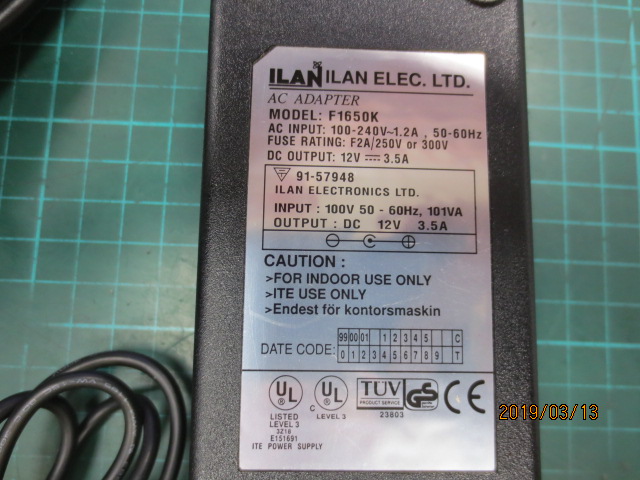 ILAN ILAN ELEC. LTD.
AC ADAPTER
MODEL: F1650K
AC INPUT: 100-240V~1.2A , 50-60Hz
FUSE RATING: F2A/250V or 300V
DC OUTPUT: 12V ⎓ 3.5A
91-57948
ILAN ELECTRONICS LTD.
INPUT : 100V 50 - 60Hz, 101VA
OUTPUT : DC 12V 3.5A
CAUTION :
>FOR INDOOR USE ONLY
>ITE USE ONLY
>Endest för kontorsmaskin
DATE CODE:
99 00 01 1 2 3 4 5 C
0 1 2 3 4 5 6 7 8 9 T
UL
LISTED
LEVEL 3
3Z18
E151691
ITE POWER SUPPLY
C UL
LEVEL 3
TUV
PRODUCT SERVICE
23803
GS
CE
2019/03/13